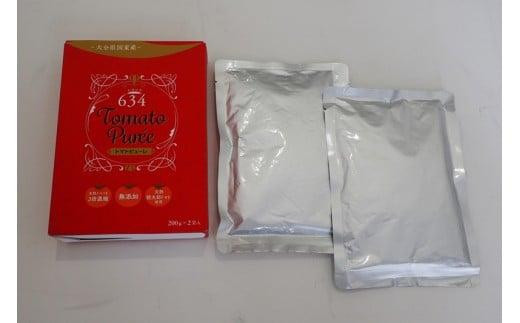 −大分県国東産−
634
Tomato
Puree
トマトピューレ
3倍濃縮
無添加
200g×2袋入